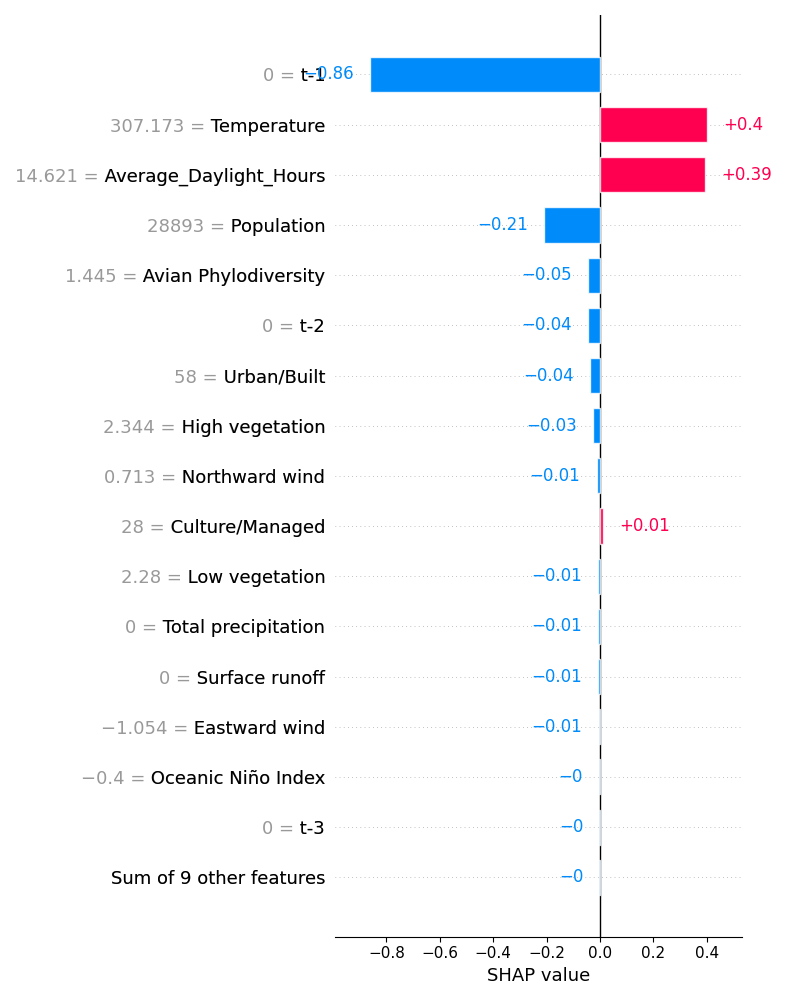 0 = t-1 −0.86
307.173 = Temperature +0.4
14.621 = Average_Daylight_Hours +0.39
28893 = Population −0.21
1.445 = Avian Phylodiversity −0.05
0 = t-2 −0.04
58 = Urban/Built −0.04
2.344 = High vegetation −0.03
0.713 = Northward wind −0.01
28 = Culture/Managed +0.01
2.28 = Low vegetation −0.01
0 = Total precipitation −0.01
0 = Surface runoff −0.01
−1.054 = Eastward wind −0.01
−0.4 = Oceanic Niño Index −0
0 = t-3 −0
Sum of 9 other features −0
−0.8 −0.6 −0.4 −0.2 0.0 0.2 0.4
SHAP value